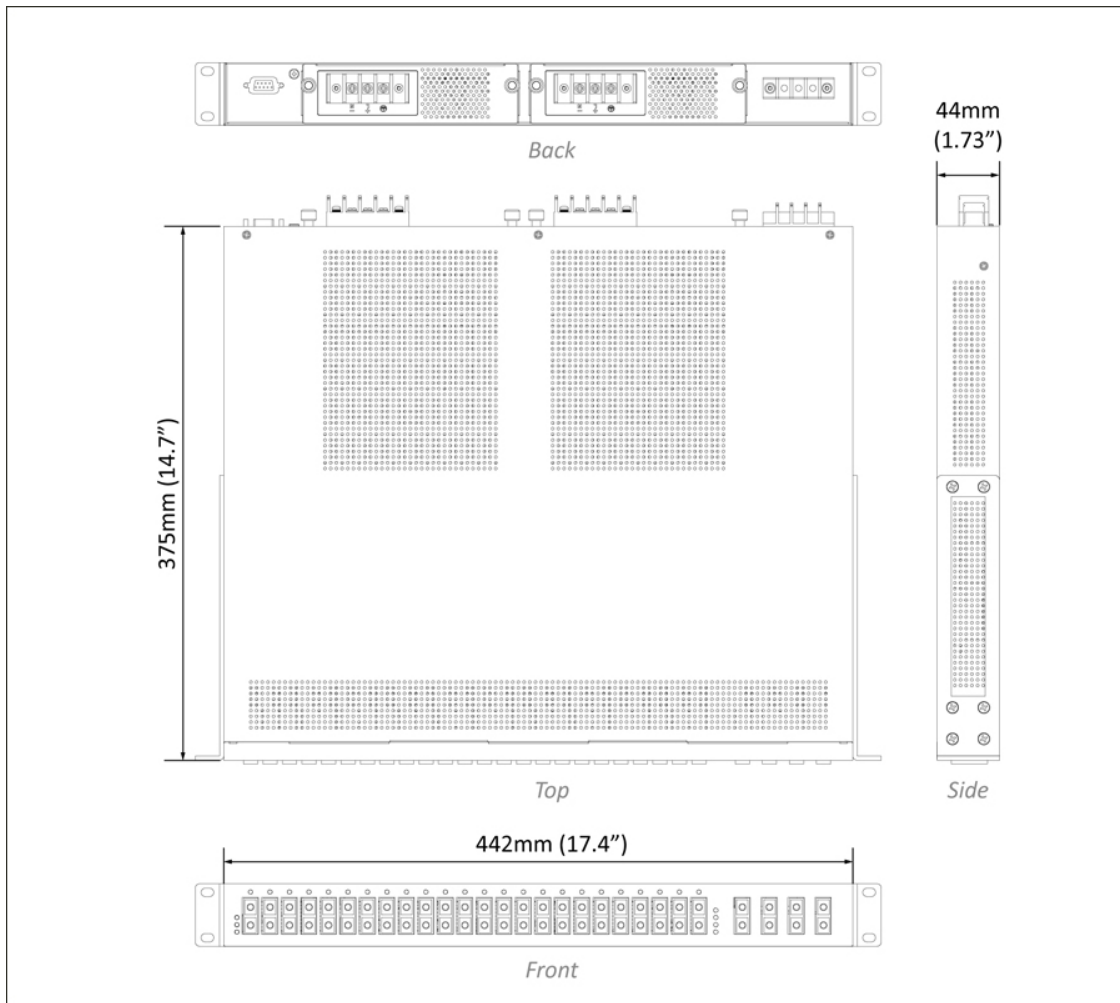 Back
44mm
(1.73”)
375mm (14.7”)
Top
Side
442mm (17.4”)
Front